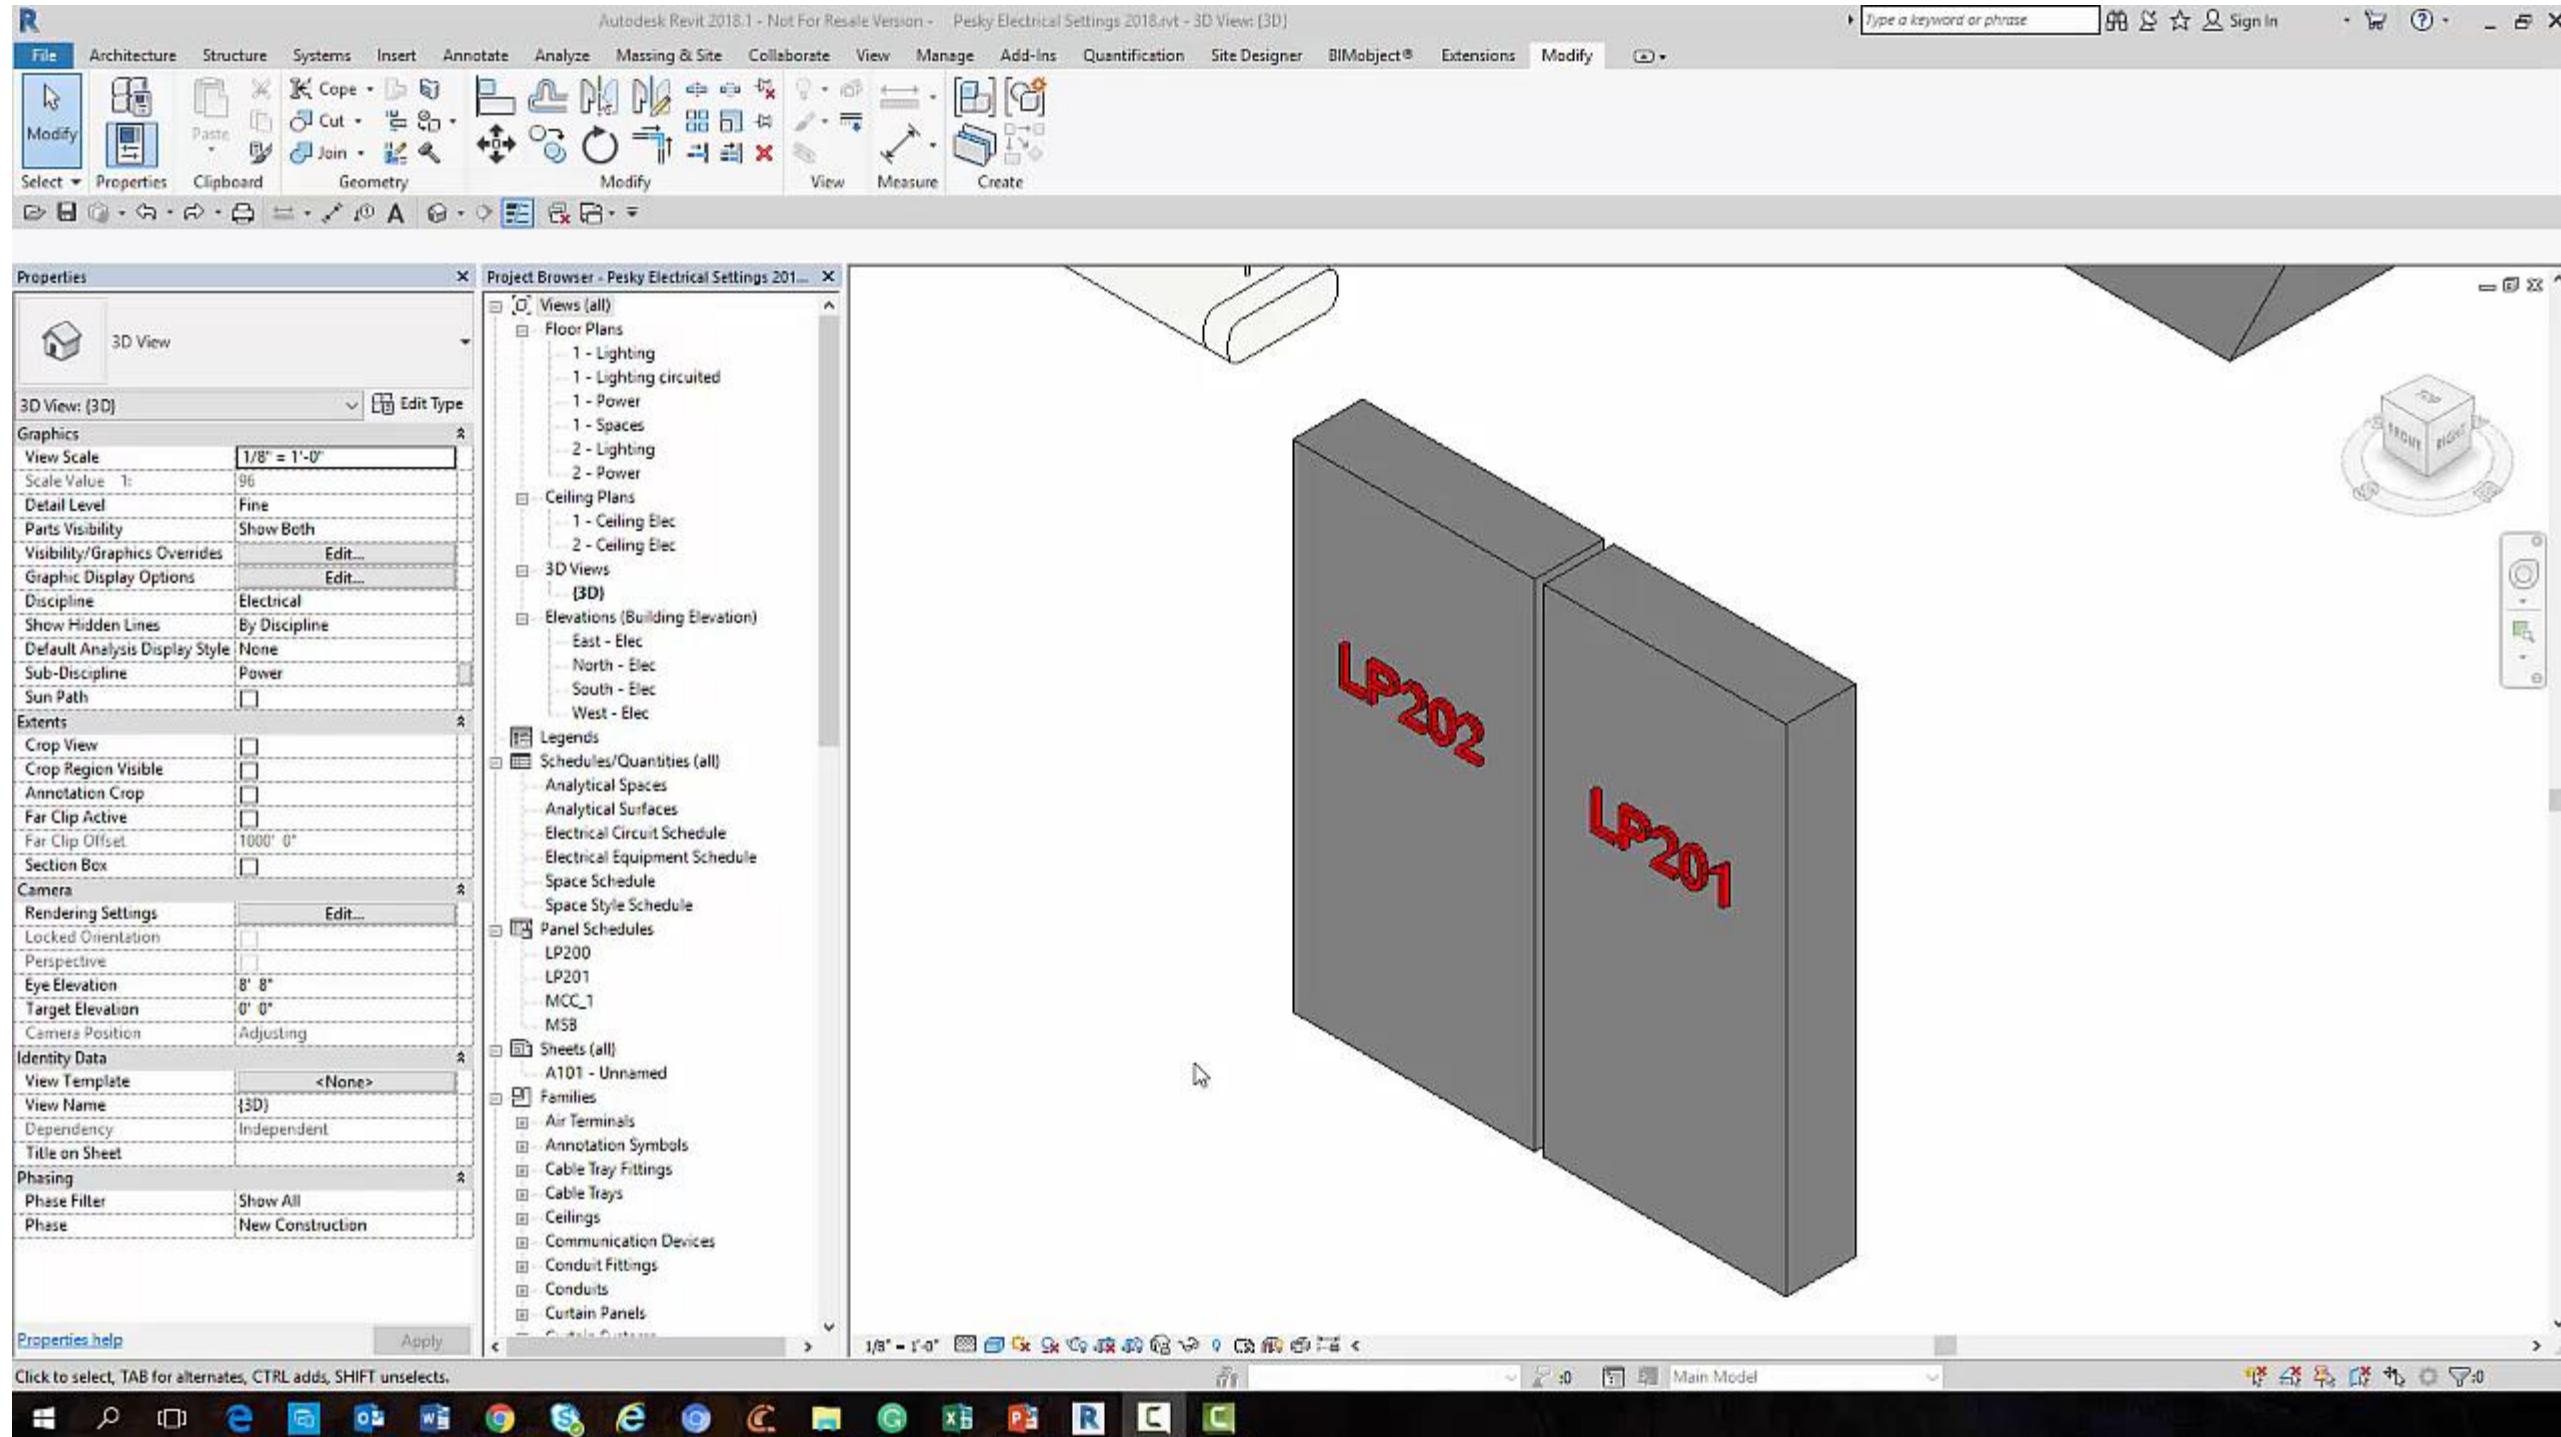 Autodesk Revit 2018.1 - Not For Resale Version - Pesky Electrical Settings 2018.rvt - 3D View: {3D}
Type a keyword or phrase
Sign In
File Architecture Structure Systems Insert Annotate Analyze Massing & Site Collaborate View Manage Add-Ins Quantification Site Designer BIMobject® Extensions Modify
Modify
Paste
Cope
Cut
Join
Select Properties Clipboard Geometry Modify View Measure Create
Properties
3D View
3D View: {3D} Edit Type
Graphics
View Scale 1/8" = 1'-0"
Scale Value 1: 96
Detail Level Fine
Parts Visibility Show Both
Visibility/Graphics Overrides Edit...
Graphic Display Options Edit...
Discipline Electrical
Show Hidden Lines By Discipline
Default Analysis Display Style None
Sub-Discipline Power
Sun Path
Extents
Crop View
Crop Region Visible
Annotation Crop
Far Clip Active
Far Clip Offset 1000' 0"
Section Box
Camera
Rendering Settings Edit...
Locked Orientation
Perspective
Eye Elevation 8' 8"
Target Elevation 0' 0"
Camera Position Adjusting
Identity Data
View Template <None>
View Name {3D}
Dependency Independent
Title on Sheet
Phasing
Phase Filter Show All
Phase New Construction
Properties help
Apply
Project Browser - Pesky Electrical Settings 201...
Views (all)
Floor Plans
1 - Lighting
1 - Lighting circuited
1 - Power
1 - Spaces
2 - Lighting
2 - Power
Ceiling Plans
1 - Ceiling Elec
2 - Ceiling Elec
3D Views
{3D}
Elevations (Building Elevation)
East - Elec
North - Elec
South - Elec
West - Elec
Legends
Schedules/Quantities (all)
Analytical Spaces
Analytical Surfaces
Electrical Circuit Schedule
Electrical Equipment Schedule
Space Schedule
Space Style Schedule
Panel Schedules
LP200
LP201
MCC_1
MSB
Sheets (all)
A101 - Unnamed
Families
Air Terminals
Annotation Symbols
Cable Tray Fittings
Cable Trays
Ceilings
Communication Devices
Conduit Fittings
Conduits
Curtain Panels
LP202
LP201
TOP
FRONT
RIGHT
1/8" = 1'-0"
Click to select, TAB for alternates, CTRL adds, SHIFT unselects.
:0
Main Model
:0